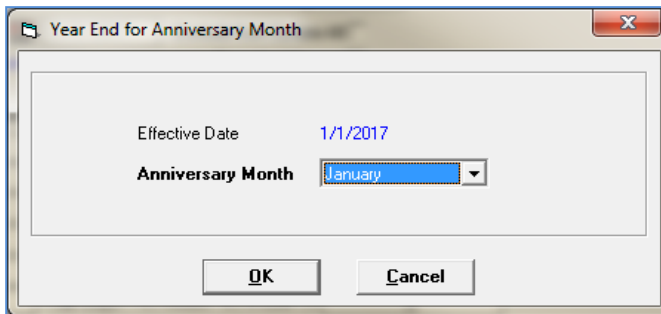 Year End for Anniversary Month
Effective Date 1/1/2017
Anniversary Month January
OK Cancel